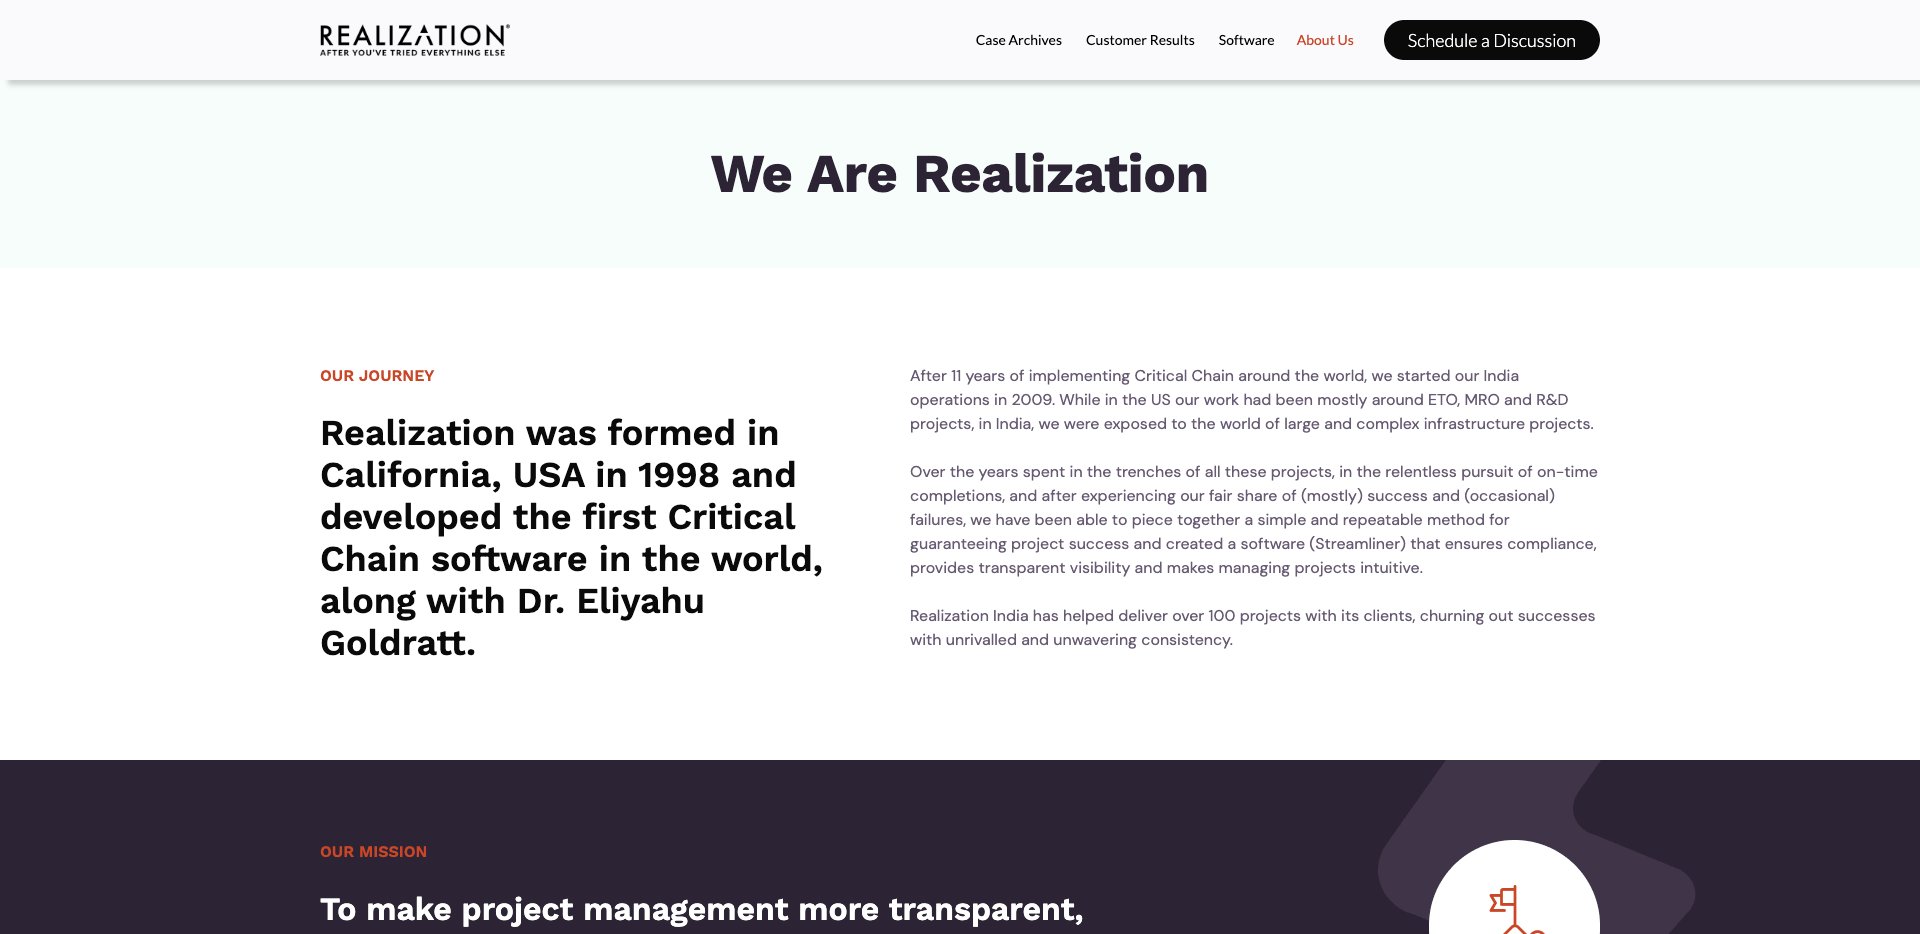 REALIZATION®
AFTER YOU'VE TRIED EVERYTHING ELSE
Case Archives
Customer Results
Software
About Us
Schedule a Discussion
We Are Realization
OUR JOURNEY
Realization was formed in
California, USA in 1998 and
developed the first Critical
Chain software in the world,
along with Dr. Eliyahu
Goldratt.
After 11 years of implementing Critical Chain around the world, we started our India
operations in 2009. While in the US our work had been mostly around ETO, MRO and R&D
projects, in India, we were exposed to the world of large and complex infrastructure projects.
Over the years spent in the trenches of all these projects, in the relentless pursuit of on-time
completions, and after experiencing our fair share of (mostly) success and (occasional)
failures, we have been able to piece together a simple and repeatable method for
guaranteeing project success and created a software (Streamliner) that ensures compliance,
provides transparent visibility and makes managing projects intuitive.
Realization India has helped deliver over 100 projects with its clients, churning out successes
with unrivalled and unwavering consistency.
OUR MISSION
To make project management more transparent,